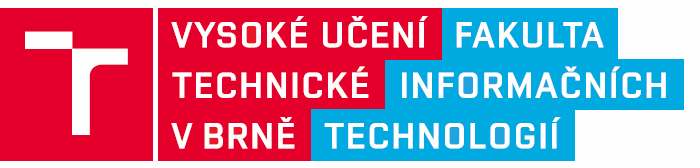 VYSOKÉ UČENÍ FAKULTA
TECHNICKÉ INFORMAČNÍCH
V BRNĚ TECHNOLOGIÍ